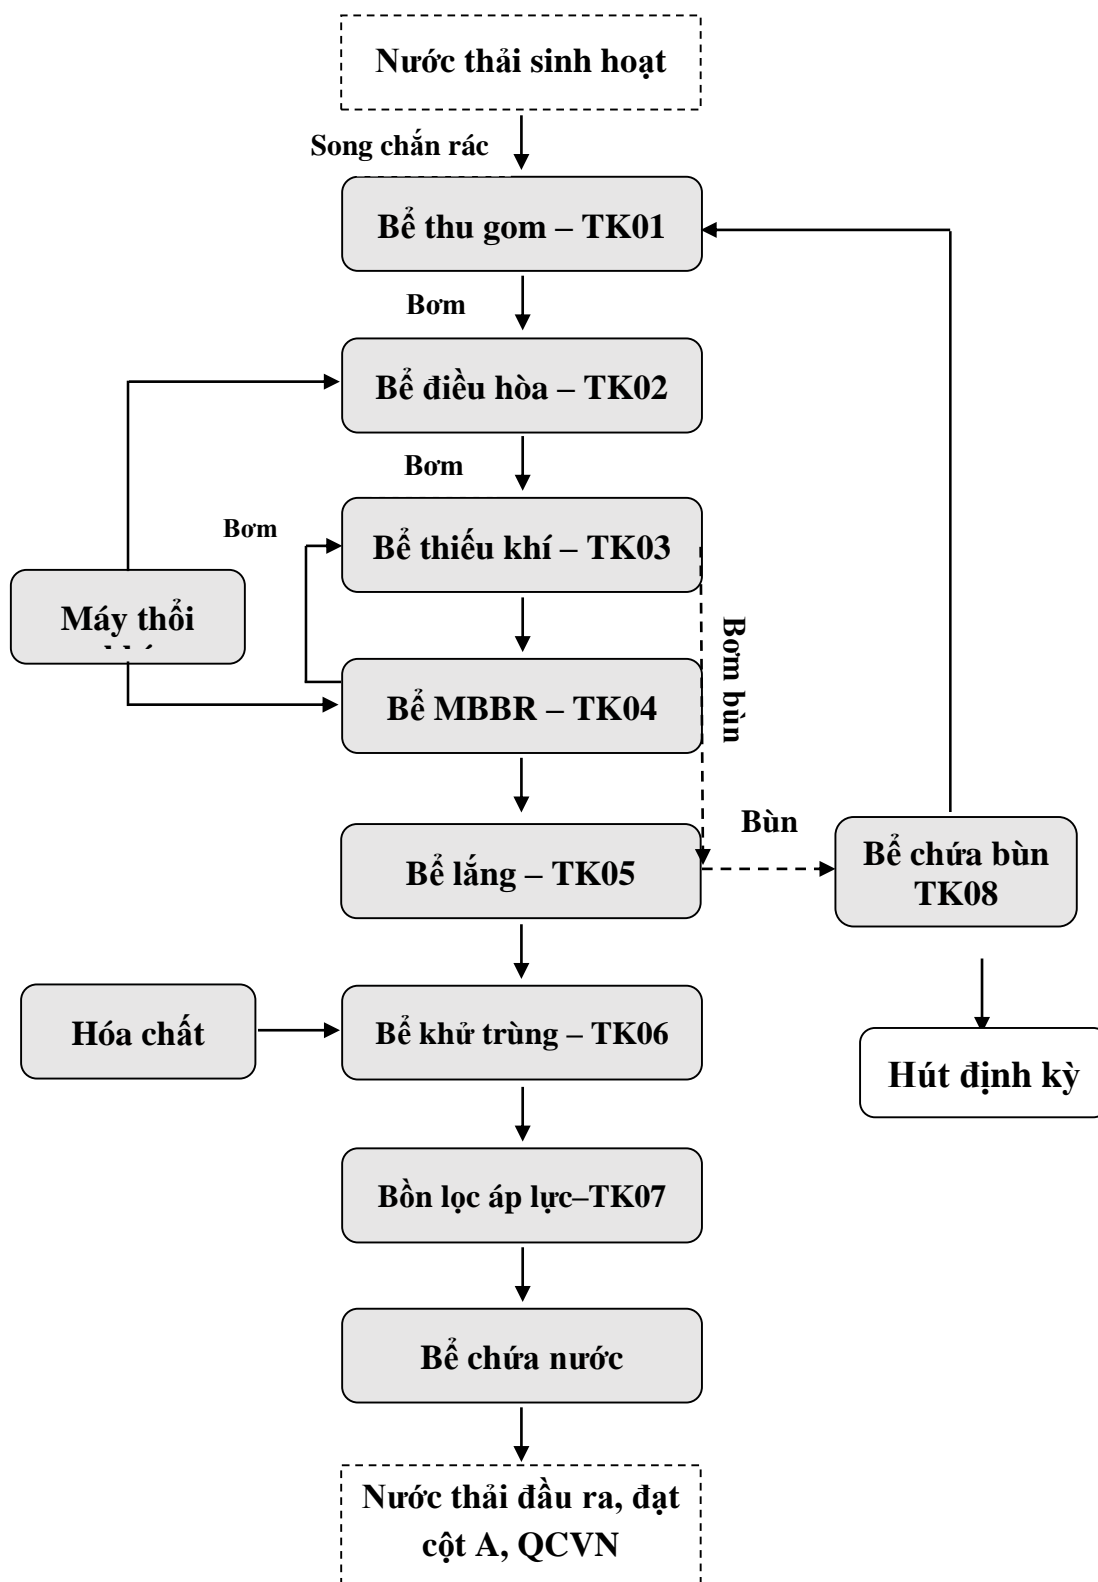 Nước thải sinh hoạt
Song chắn rác
Bể thu gom – TK01
Bơm
Bể điều hòa – TK02
Bơm
Bơm
Bể thiếu khí – TK03
Máy thổi
Bơm bùn
Bể MBBR – TK04
Bùn
Bể lắng – TK05
Bể chứa bùn
TK08
Hóa chất
Bể khử trùng – TK06
Hút định kỳ
Bồn lọc áp lực–TK07
Bể chứa nước
Nước thải đầu ra, đạt
cột A, QCVN